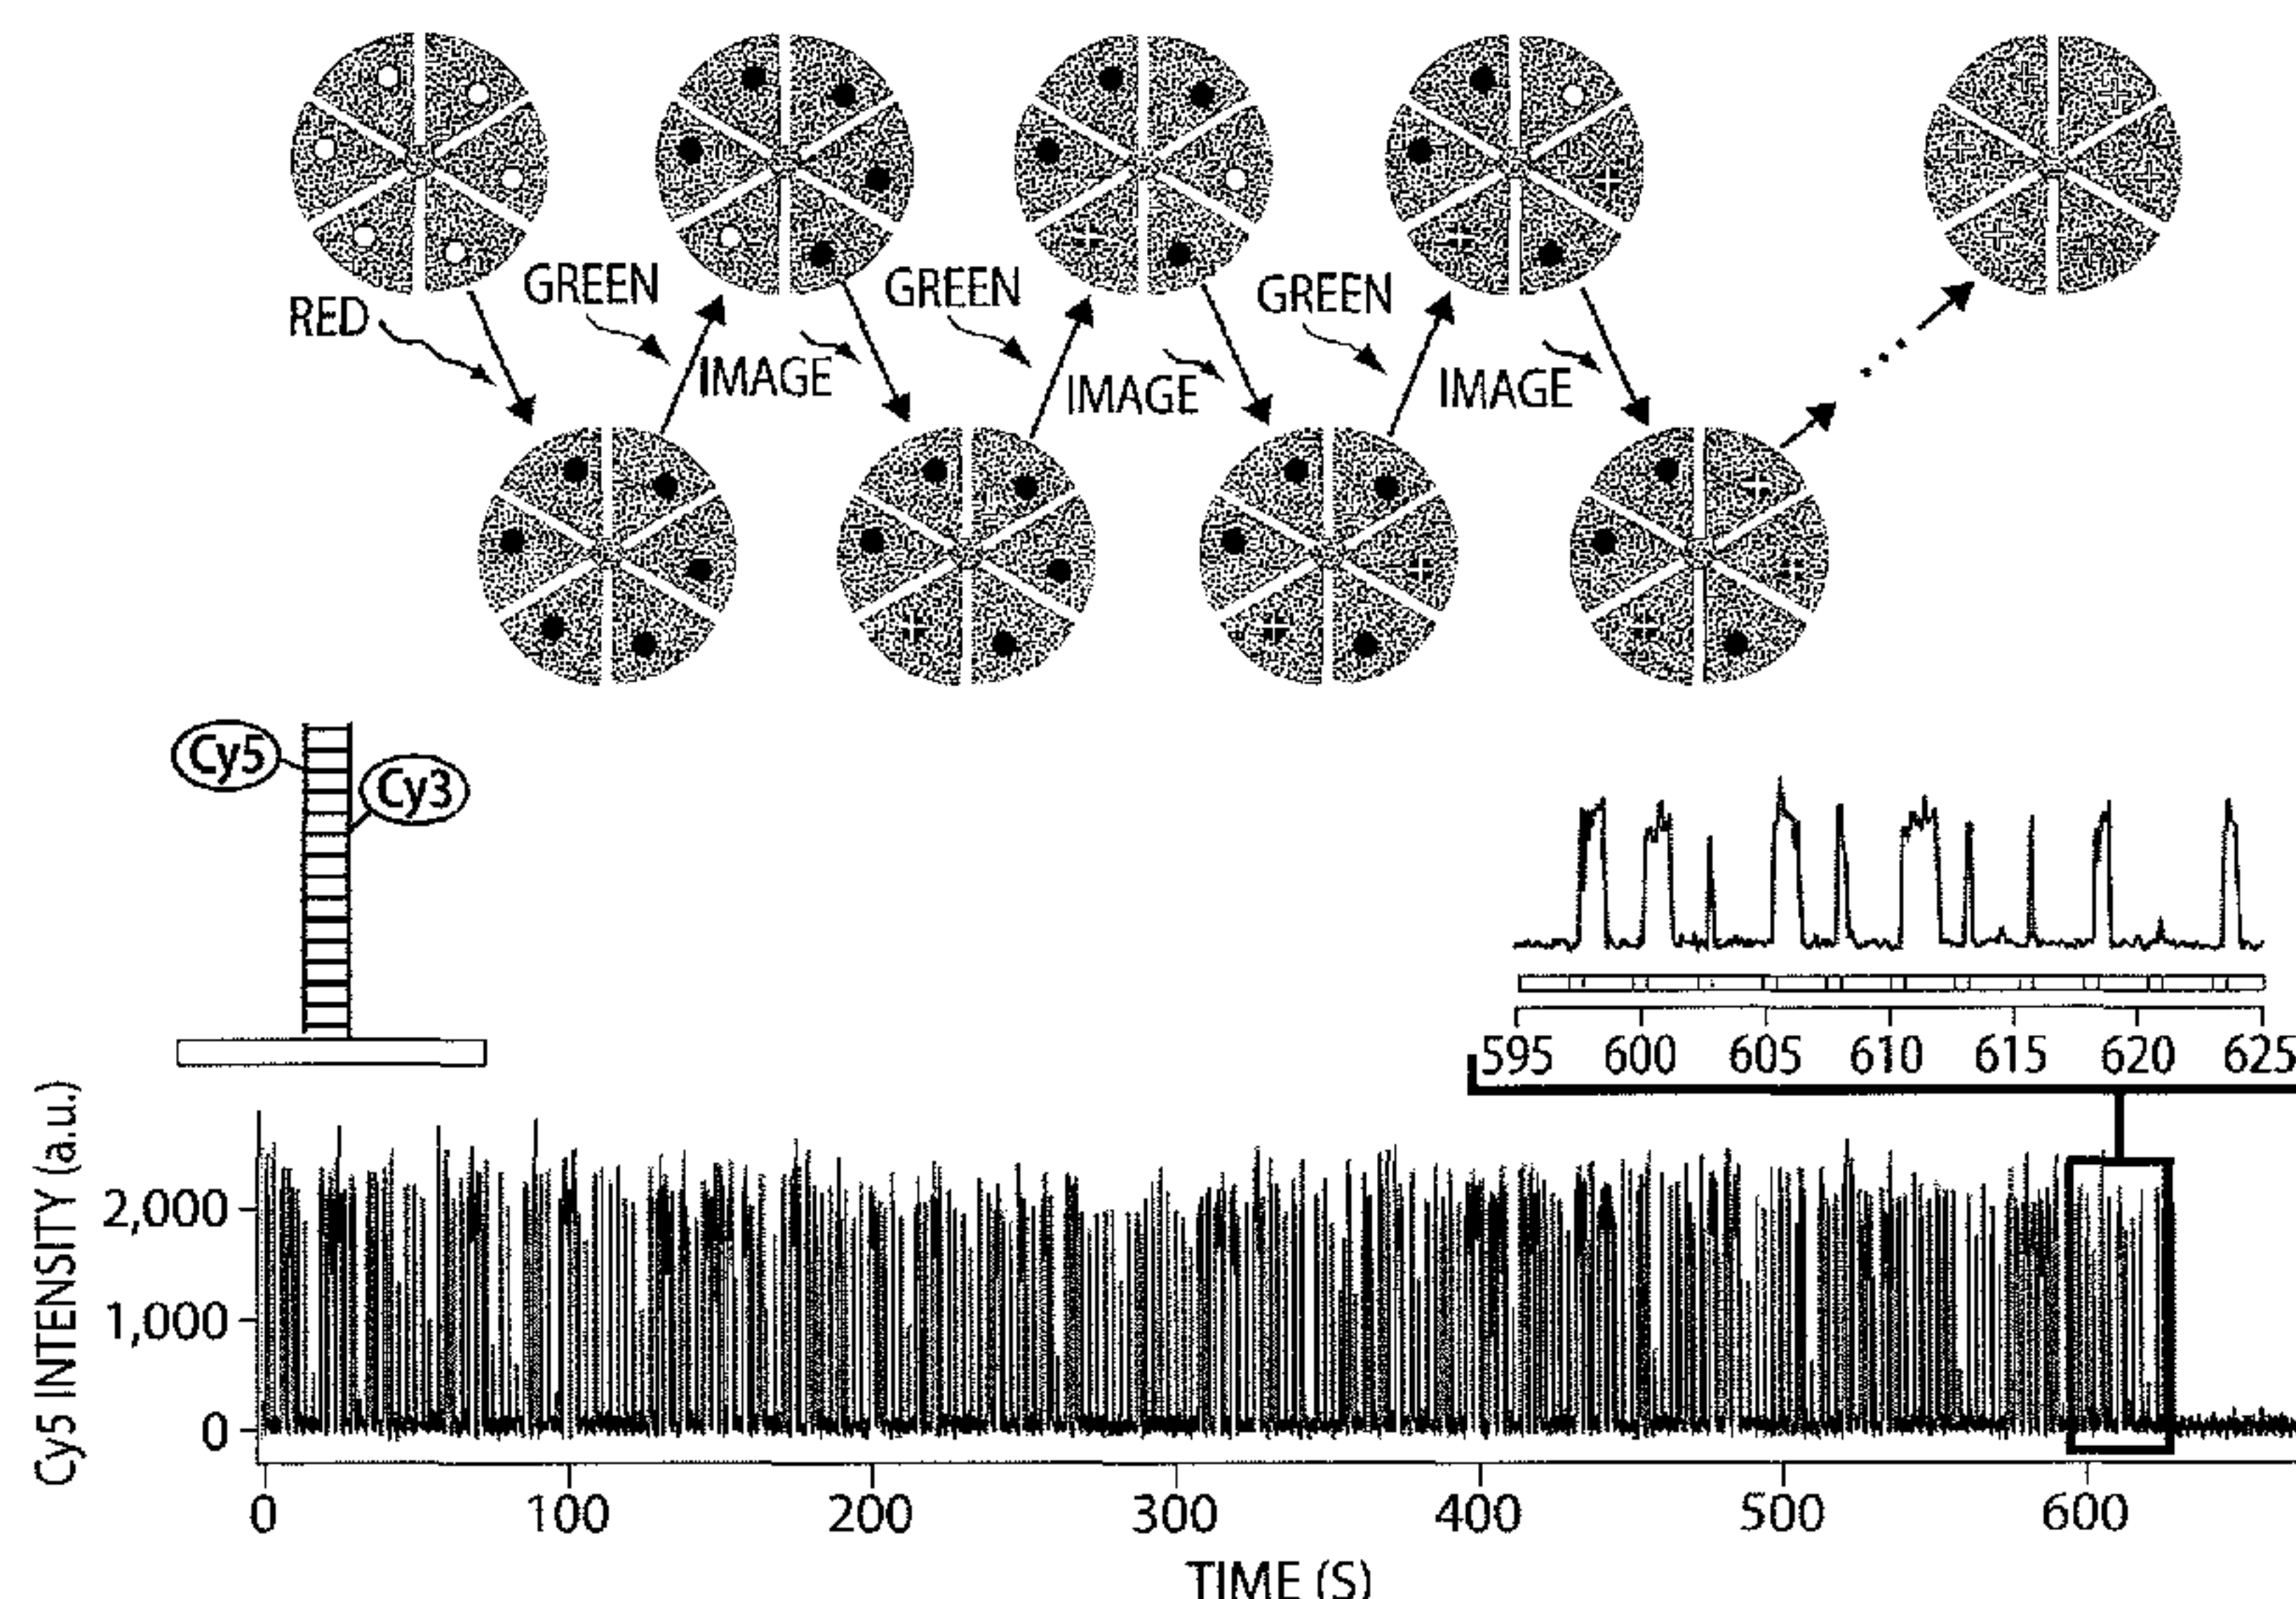 RED
GREEN
IMAGE
GREEN
IMAGE
GREEN
IMAGE
Cy5
Cy3
595 600 605 610 615 620 625
Cy5 INTENSITY (a.u.)
2,000
1,000
0
0 100 200 300 400 500 600
TIME (S)